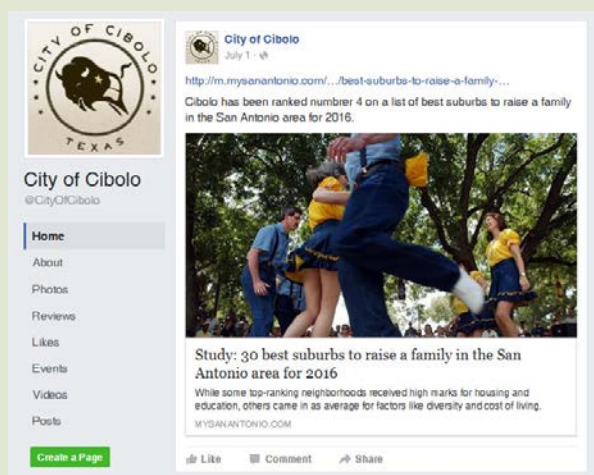 CITY OF CIBOLO
TEXAS
City of Cibolo
@CityOfCibolo
Home
About
Photos
Reviews
Likes
Events
Videos
Posts
Create a Page
City of Cibolo
July 1 ·
http://m.mysanantonio.com/.../best-suburbs-to-raise-a-family-...
Cibolo has been ranked numbrer 4 on a list of best suburbs to raise a family
in the San Antonio area for 2016.
Study: 30 best suburbs to raise a family in the San
Antonio area for 2016
While some top-ranking neighborhoods received high marks for housing and
education, others came in as average for factors like diversity and cost of living.
MYSANANTONIO.COM
Like Comment Share